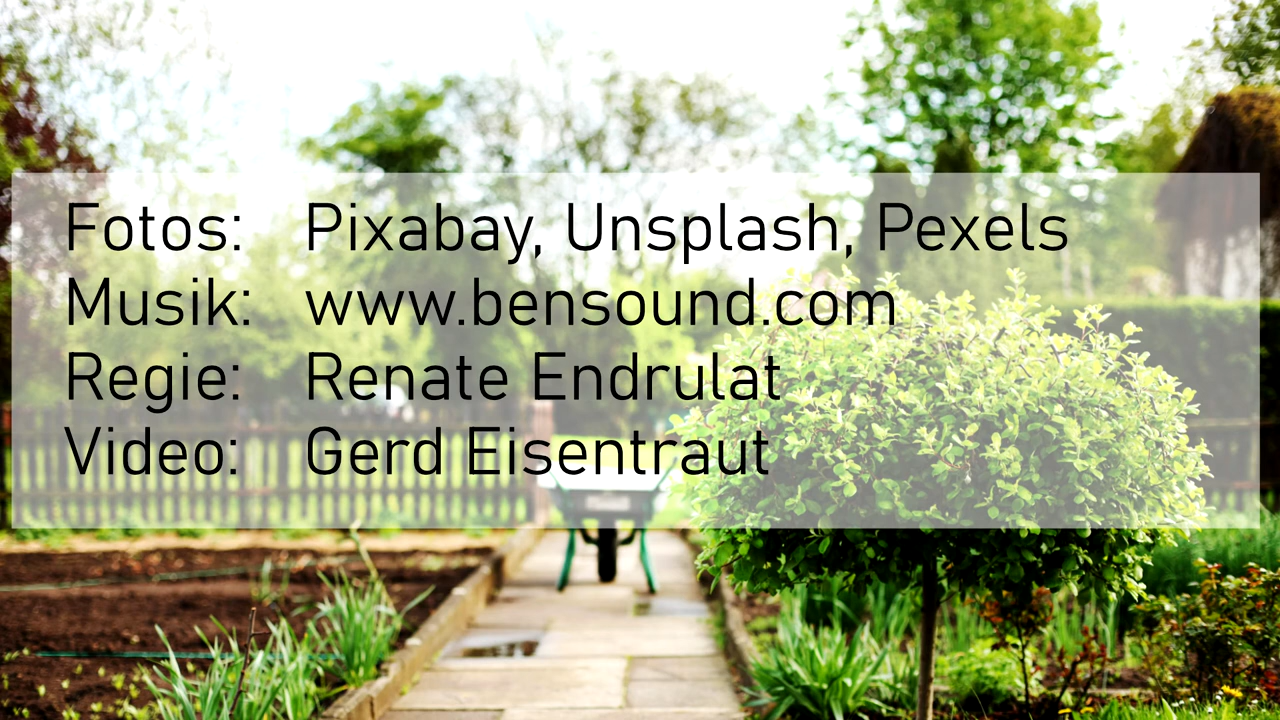 Fotos: Pixabay, Unsplash, Pexels
Musik: www.bensound.com
Regie: Renate Endrulat
Video: Gerd Eisentraut